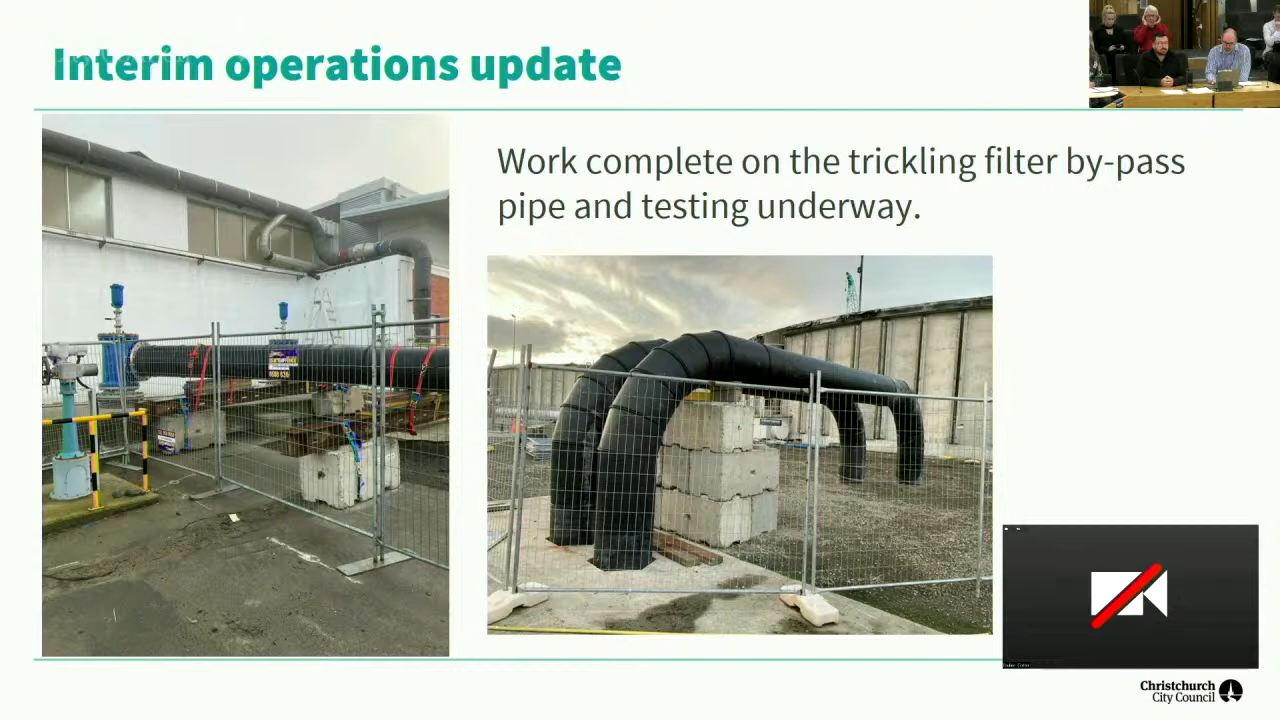 Interim operations update
Work complete on the trickling filter by-pass
pipe and testing underway.
Christchurch
City Council